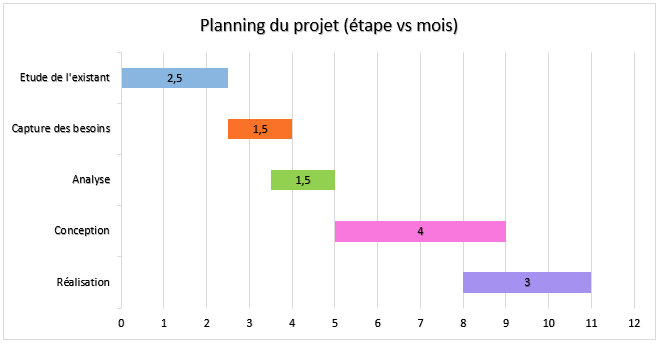 Planning du projet (étape vs mois)
Etude de l'existant
2,5
Capture des besoins
1,5
Analyse
1,5
Conception
4
Réalisation
3
0 1 2 3 4 5 6 7 8 9 10 11 12